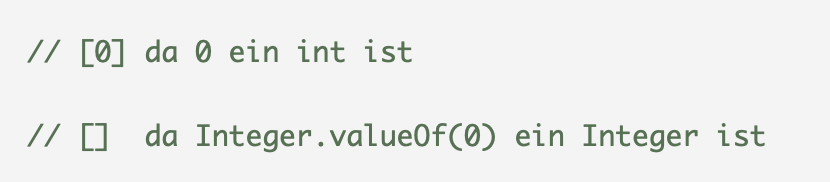 // [0] da 0 ein int ist
// []  da Integer.valueOf(0) ein Integer ist